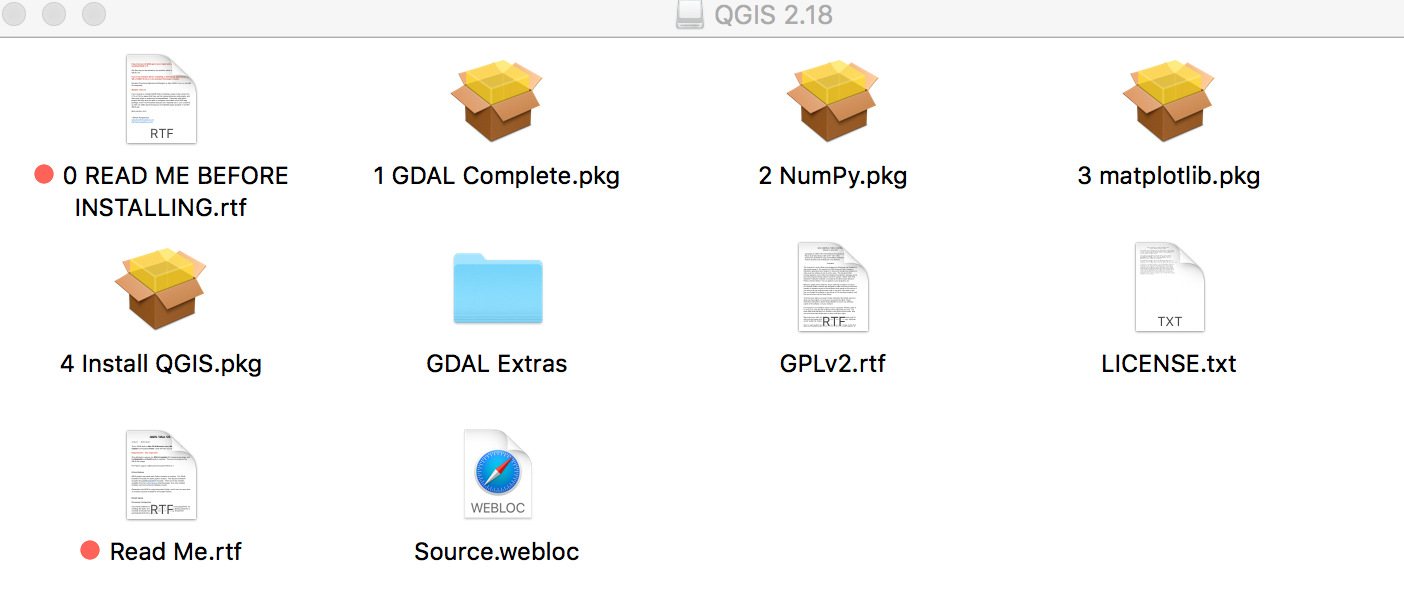 QGIS 2.18
RTF
0 READ ME BEFORE
INSTALLING.rtf
1 GDAL Complete.pkg
2 NumPy.pkg
3 matplotlib.pkg
4 Install QGIS.pkg
GDAL Extras
RTF
GPLv2.rtf
TXT
LICENSE.txt
RTF
Read Me.rtf
WEBLOC
Source.webloc